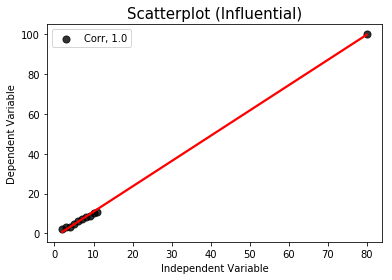 Scatterplot (Influential)
Corr, 1.0
100
80
60
40
20
0
Dependent Variable
0 10 20 30 40 50 60 70 80
Independent Variable